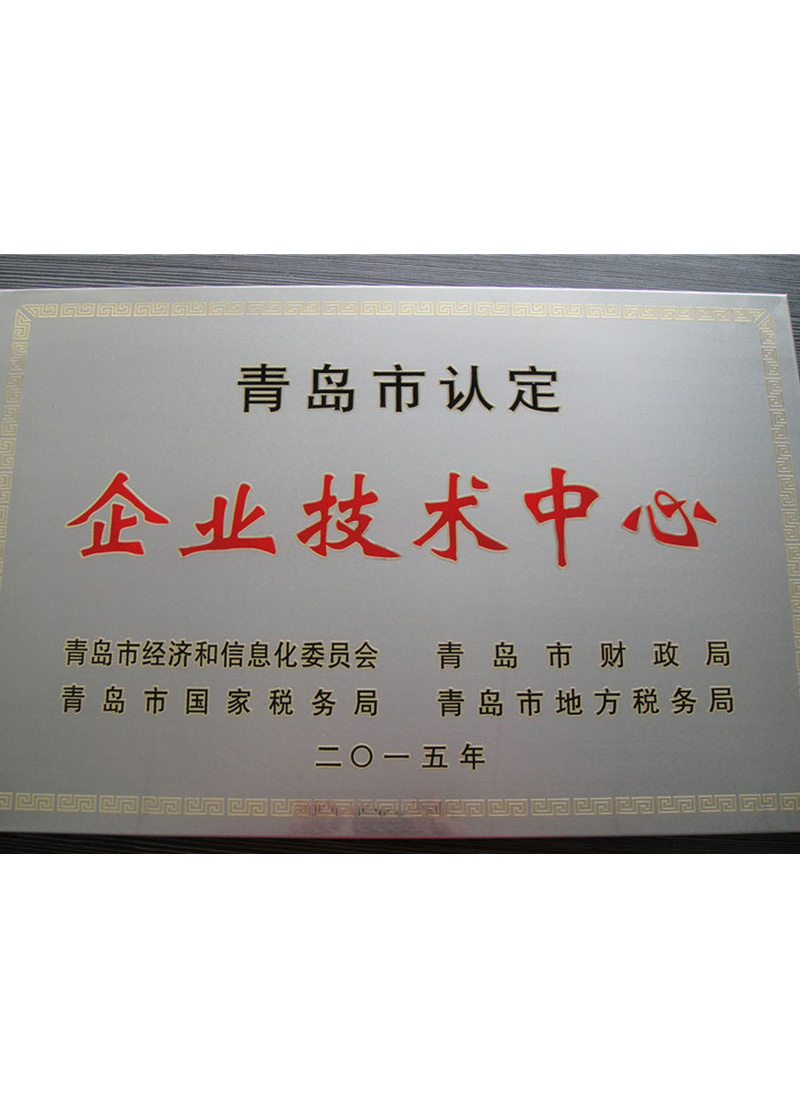 青岛市认定
企业技术中心
青岛市经济和信息化委员会 青岛市财政局
青岛市国家税务局 青岛市地方税务局
二〇一五年